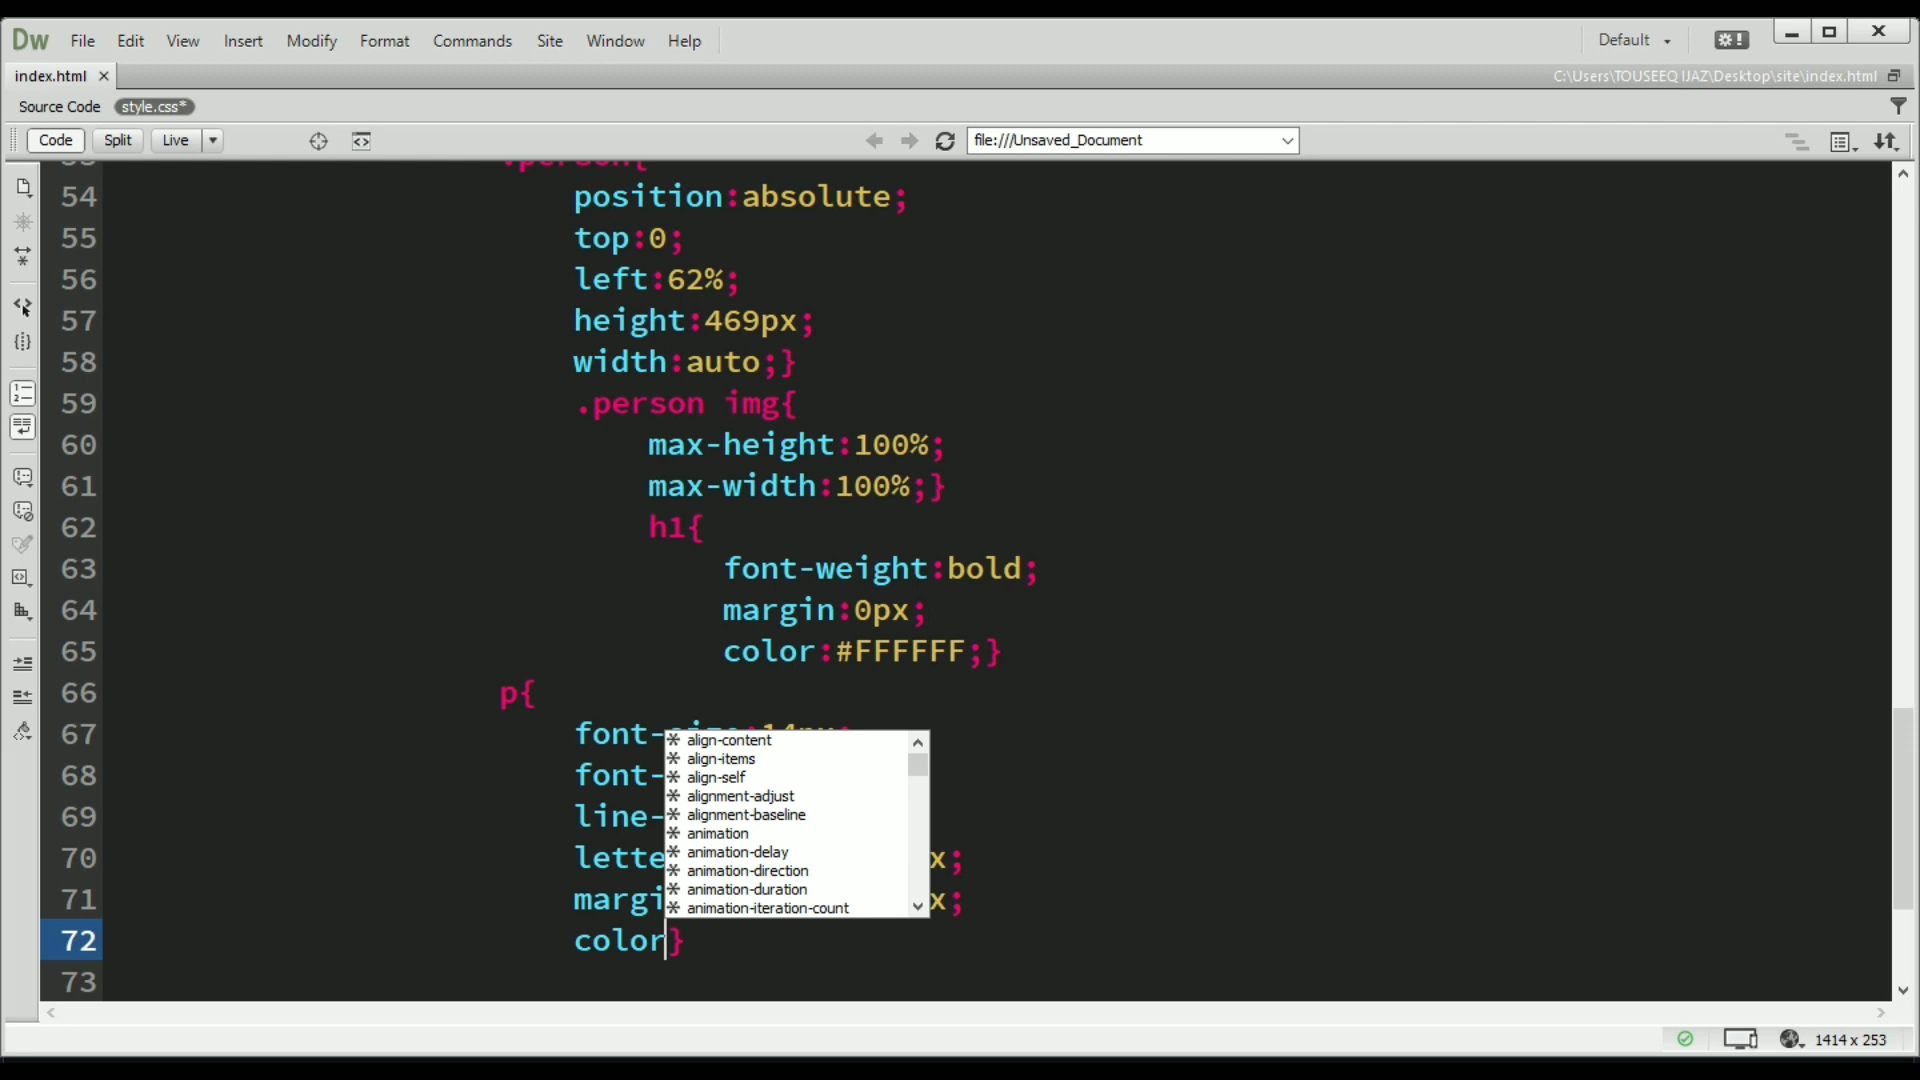 Dw File Edit View Insert Modify Format Commands Site Window Help Default
index.html × C:\Users\TOUSEEQ IJAZ\Desktop\site\index.html
Source Code style.css*
Code Split Live file:///Unsaved_Document
53 .person{
54 position:absolute;
55 top:0;
56 left:62%;
57 height:469px;
58 width:auto;}
59 .person img{
60 max-height:100%;
61 max-width:100%;}
62 h1{
63 font-weight:bold;
64 margin:0px;
65 color:#FFFFFF;}
66 p{
67 font-size:14px;
align-content
align-items
68 font-
align-self
alignment-adjust
69 line-
alignment-baseline
animation
70 lette x;
animation-delay
animation-direction
animation-duration
71 margi x;
animation-iteration-count
72 color}
73
1414 x 253